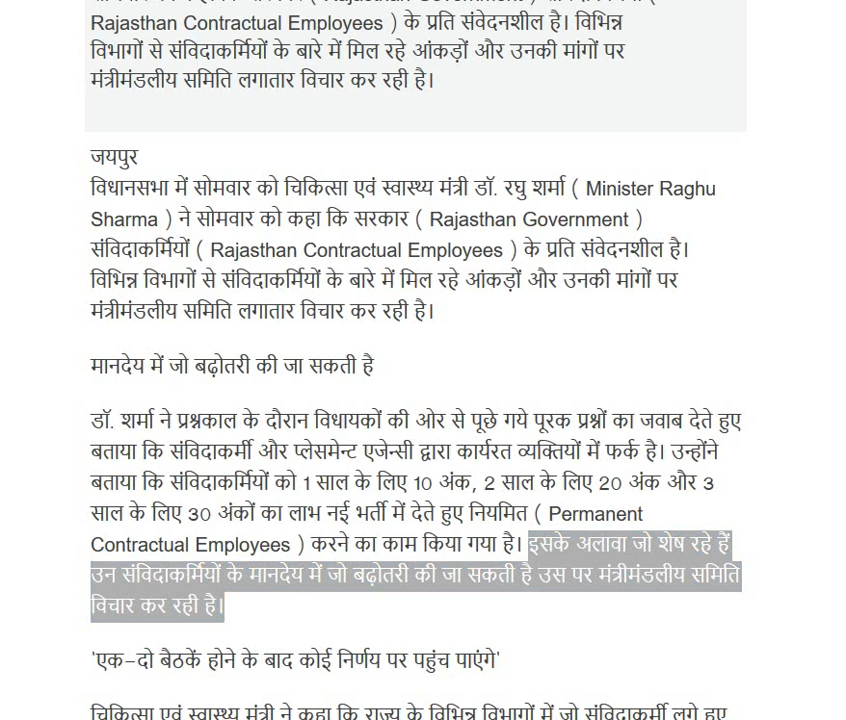 Rajasthan Contractual Employees ) के प्रति संवेदनशील है। विभिन्न
विभागों से संविदाकर्मियों के बारे में मिल रहे आंकड़ों और उनकी मांगों पर
मंत्रीमंडलीय समिति लगातार विचार कर रही है।
जयपुर
विधानसभा में सोमवार को चिकित्सा एवं स्वास्थ्य मंत्री डॉ. रघु शर्मा ( Minister Raghu
Sharma ) ने सोमवार को कहा कि सरकार ( Rajasthan Government )
संविदाकर्मियों ( Rajasthan Contractual Employees ) के प्रति संवेदनशील है।
विभिन्न विभागों से संविदाकर्मियों के बारे में मिल रहे आंकड़ों और उनकी मांगों पर
मंत्रीमंडलीय समिति लगातार विचार कर रही है।
मानदेय में जो बढ़ोतरी की जा सकती है
डॉ. शर्मा ने प्रश्नकाल के दौरान विधायकों की ओर से पूछे गये पूरक प्रश्नों का जवाब देते हुए
बताया कि संविदाकर्मी और प्लेसमेन्ट एजेन्सी द्वारा कार्यरत व्यक्तियों में फर्क है। उन्होंने
बताया कि संविदाकर्मियों को 1 साल के लिए 10 अंक, 2 साल के लिए 20 अंक और 3
साल के लिए 30 अंकों का लाभ नई भर्ती में देते हुए नियमित ( Permanent
Contractual Employees ) करने का काम किया गया है। इसके अलावा जो शेष रहे हैं
उन संविदाकर्मियों के मानदेय में जो बढ़ोतरी की जा सकती है उस पर मंत्रीमंडलीय समिति
विचार कर रही है।
'एक-दो बैठकें होने के बाद कोई निर्णय पर पहुंच पाएंगे'
चिकित्सा एवं स्वास्थ्य मंत्री ने कहा कि राज्य के विभिन्न विभागों में जो संविदाकर्मी लगे हुए